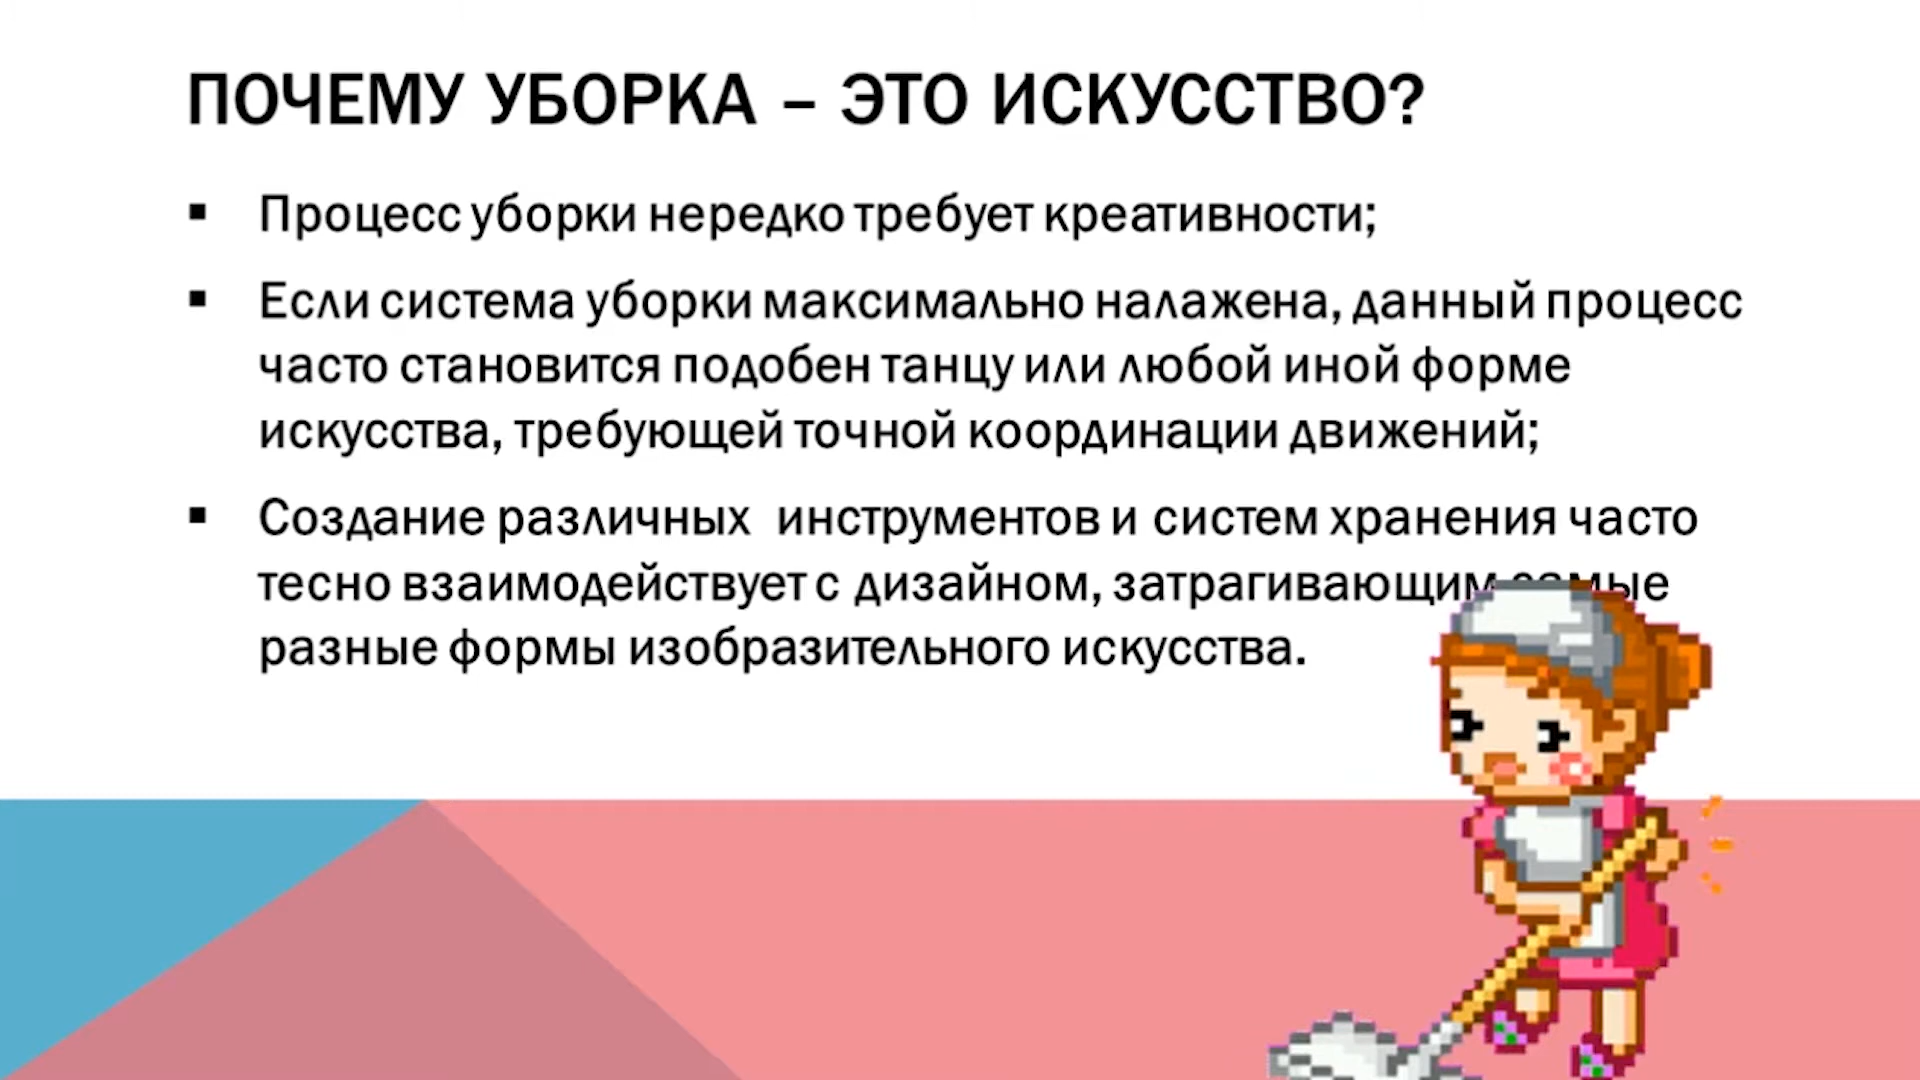 ПОЧЕМУ УБОРКА – ЭТО ИСКУССТВО?
▪ Процесс уборки нередко требует креативности;
▪ Если система уборки максимально налажена, данный процесс
часто становится подобен танцу или любой иной форме
искусства, требующей точной координации движений;
▪ Создание различных инструментов и систем хранения часто
тесно взаимодействует с дизайном, затрагивающим самые
разные формы изобразительного искусства.